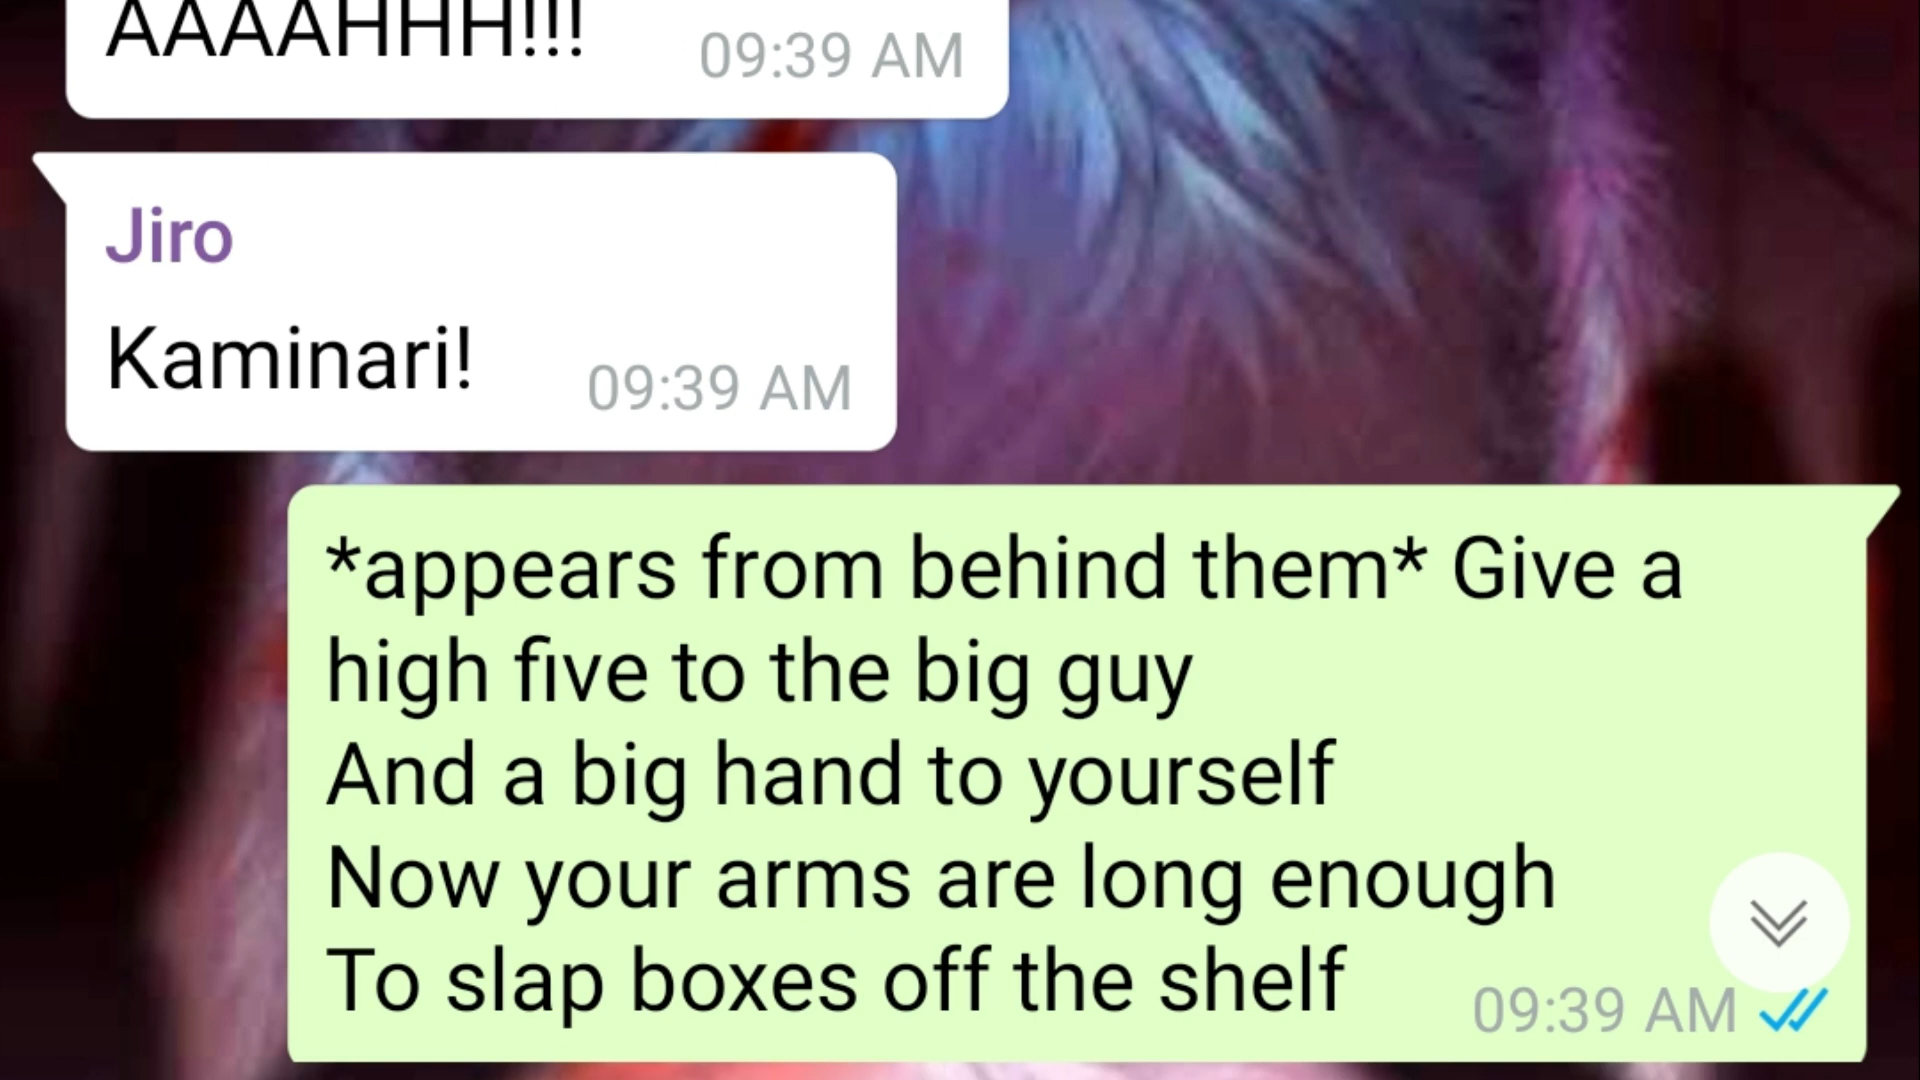 AAAAHHH!!!
09:39 AM
Jiro
Kaminari!
09:39 AM
*appears from behind them* Give a
high five to the big guy
And a big hand to yourself
Now your arms are long enough
To slap boxes off the shelf
09:39 AM